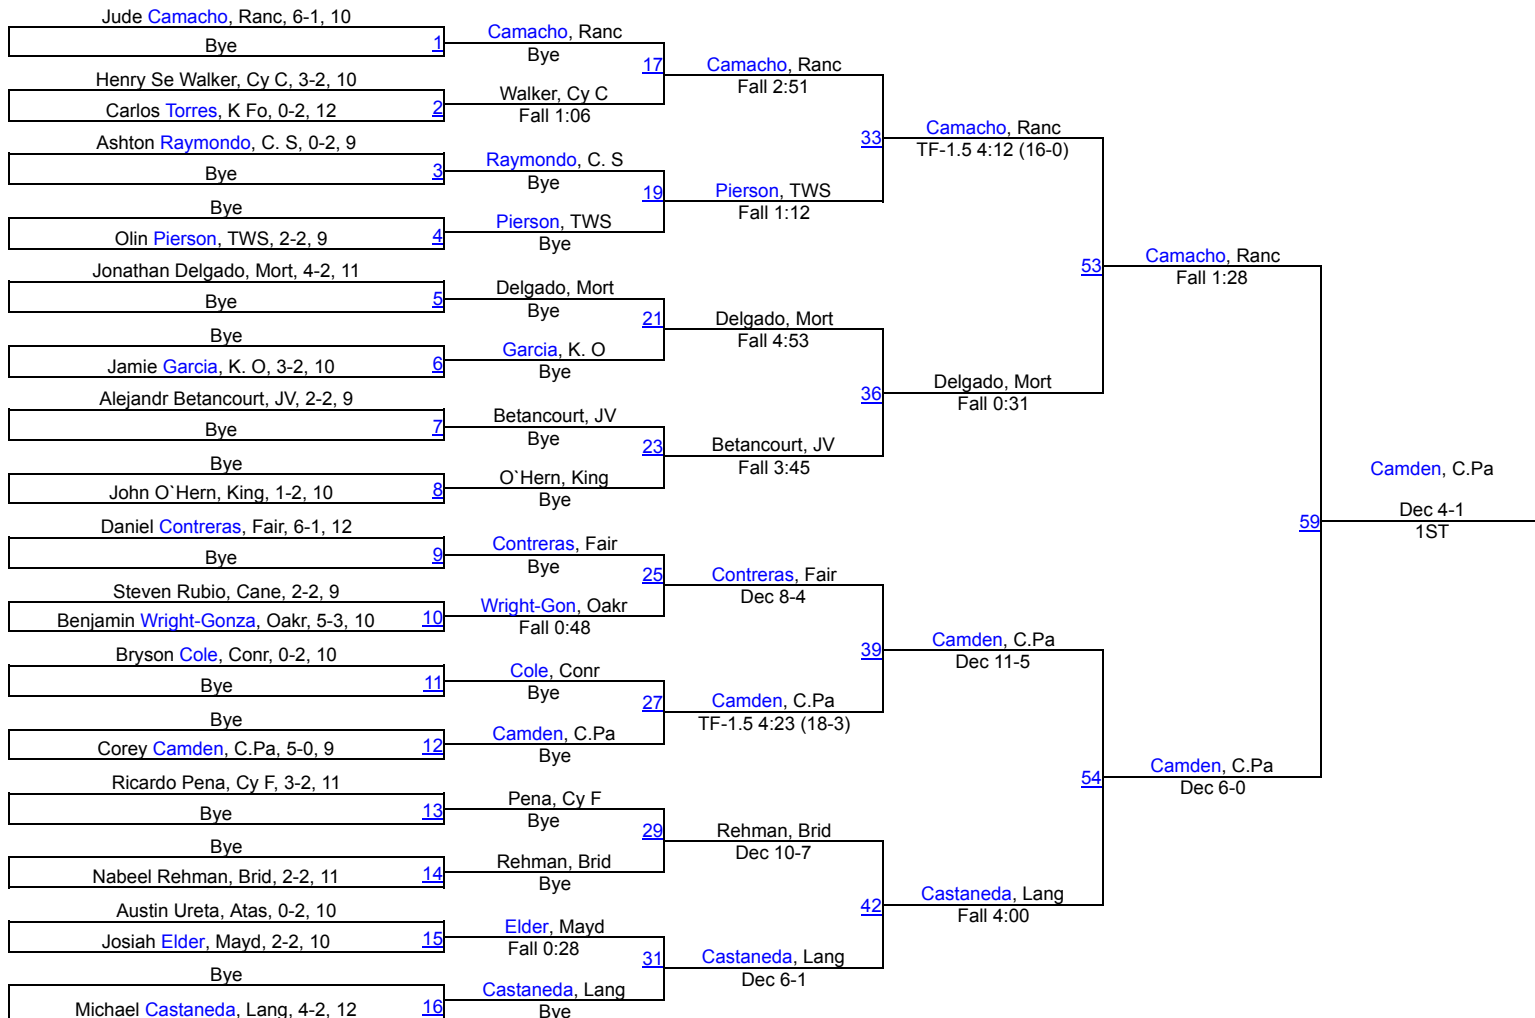 Jude Camacho, Ranc, 6-1, 10
Bye
1
Henry Se Walker, Cy C, 3-2, 10
Carlos Torres, K Fo, 0-2, 12
2
Ashton Raymondo, C. S, 0-2, 9
Bye
3
Bye
Olin Pierson, TWS, 2-2, 9
4
Jonathan Delgado, Mort, 4-2, 11
Bye
5
Bye
Jamie Garcia, K. O, 3-2, 10
6
Alejandr Betancourt, JV, 2-2, 9
Bye
7
Bye
John O`Hern, King, 1-2, 10
8
Daniel Contreras, Fair, 6-1, 12
Bye
9
Steven Rubio, Cane, 2-2, 9
Benjamin Wright-Gonza, Oakr, 5-3, 10
10
Bryson Cole, Conr, 0-2, 10
Bye
11
Bye
Corey Camden, C.Pa, 5-0, 9
12
Ricardo Pena, Cy F, 3-2, 11
Bye
13
Bye
Nabeel Rehman, Brid, 2-2, 11
14
Austin Ureta, Atas, 0-2, 10
Josiah Elder, Mayd, 2-2, 10
15
Bye
Michael Castaneda, Lang, 4-2, 12
16
Camacho, Ranc
Bye
17
Walker, Cy C
Fall 1:06
Raymondo, C. S
Bye
19
Pierson, TWS
Bye
Delgado, Mort
Bye
21
Garcia, K. O
Bye
Betancourt, JV
Bye
23
O`Hern, King
Bye
Contreras, Fair
Bye
25
Wright-Gon, Oakr
Fall 0:48
Cole, Conr
Bye
27
Camden, C.Pa
Bye
Pena, Cy F
Bye
29
Rehman, Brid
Bye
Elder, Mayd
Fall 0:28
31
Castaneda, Lang
Bye
Camacho, Ranc
Fall 2:51
33
Pierson, TWS
Fall 1:12
Delgado, Mort
Fall 4:53
36
Betancourt, JV
Fall 3:45
Contreras, Fair
Dec 8-4
39
Camden, C.Pa
TF-1.5 4:23 (18-3)
Rehman, Brid
Dec 10-7
42
Castaneda, Lang
Dec 6-1
Camacho, Ranc
TF-1.5 4:12 (16-0)
53
Delgado, Mort
Fall 0:31
Camden, C.Pa
Dec 11-5
54
Castaneda, Lang
Fall 4:00
Camacho, Ranc
Fall 1:28
59
Camden, C.Pa
Dec 6-0
Camden, C.Pa
Dec 4-1
1ST